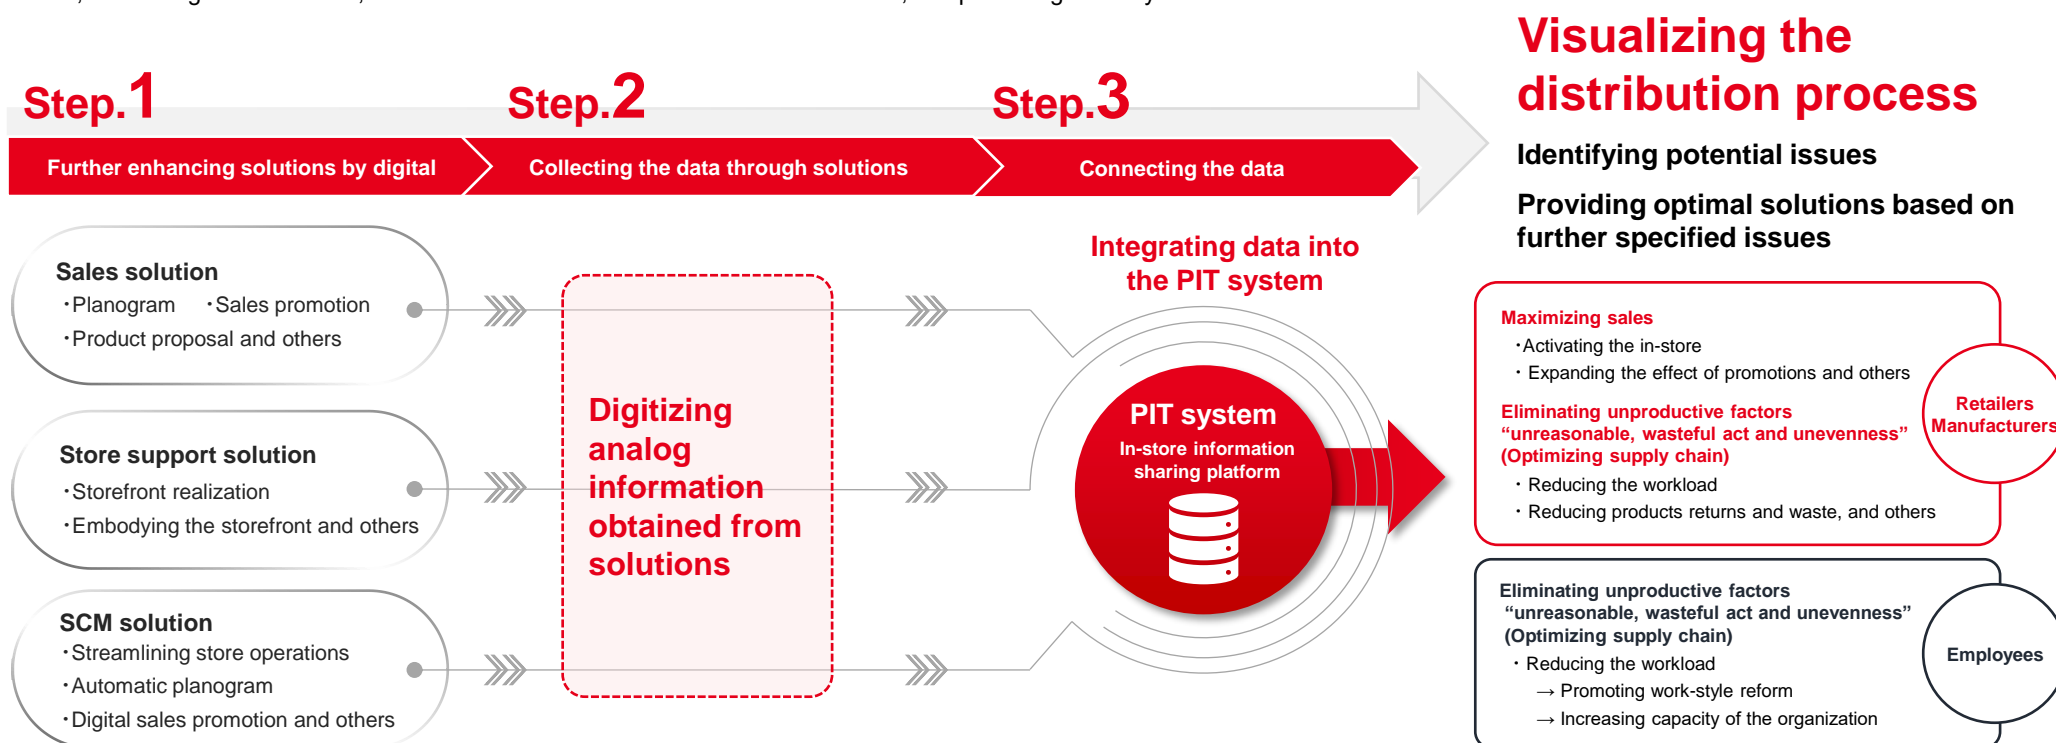 Step.1
Step.2
Step.3
Further enhancing solutions by digital
Collecting the data through solutions
Connecting the data
Visualizing the
distribution process
Identifying potential issues
Providing optimal solutions based on
further specified issues
Sales solution
・Planogram ・Sales promotion
・Product proposal and others
Store support solution
・Storefront realization
・Embodying the storefront and others
SCM solution
・Streamlining store operations
・Automatic planogram
・Digital sales promotion and others
Digitizing
analog
information
obtained from
solutions
Integrating data into
the PIT system
PIT system
In-store information
sharing platform
Maximizing sales
・Activating the in-store
・Expanding the effect of promotions and others
Eliminating unproductive factors
“unreasonable, wasteful act and unevenness”
(Optimizing supply chain)
・Reducing the workload
・Reducing products returns and waste, and others
Retailers
Manufacturers
Eliminating unproductive factors
“unreasonable, wasteful act and unevenness”
(Optimizing supply chain)
・Reducing the workload
→ Promoting work-style reform
→ Increasing capacity of the organization
Employees